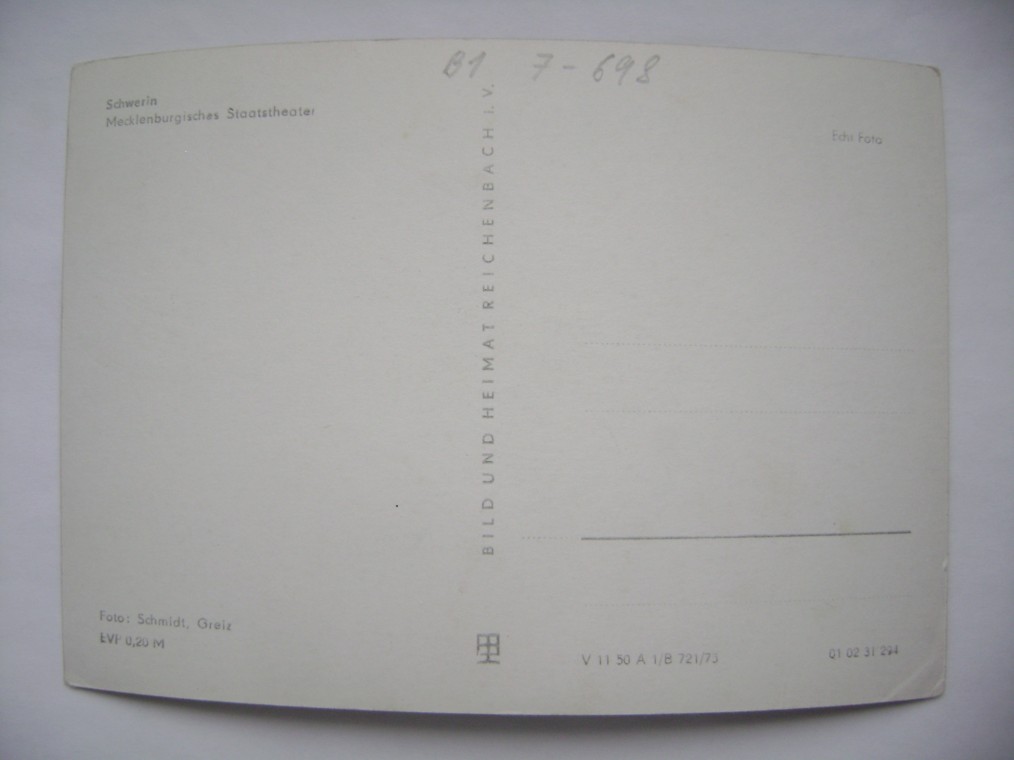 B1 7-698
Schwerin
Mecklenburgisches Staatstheater
Echt Foto
BILD UND HEIMAT REICHENBACH I. V.
Foto: Schmidt, Greiz
EVP 0,20 M
V 11 50 A 1/B 721/73
01 02 31 294